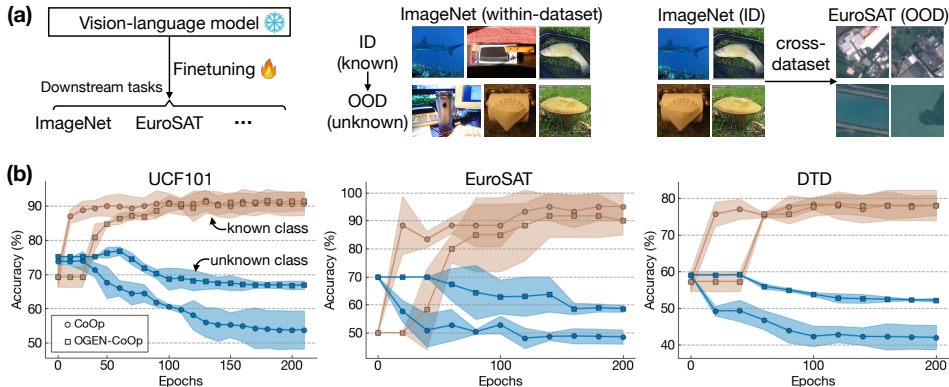 (a)
Vision-language model
Finetuning
Downstream tasks
ImageNet EuroSAT ...
ImageNet (within-dataset)
ID
(known)
OOD
(unknown)
ImageNet (ID)
cross-
dataset
EuroSAT (OOD)
(b)
UCF101
Accuracy (%)
90
80
70
60
50
known class
unknown class
CoOp
OGEN-CoOp
0 50 100 150 200
Epochs
EuroSAT
Accuracy (%)
100
90
80
70
60
50
0 50 100 150 200
Epochs
DTD
Accuracy (%)
80
70
60
50
40
0 100 200
Epochs